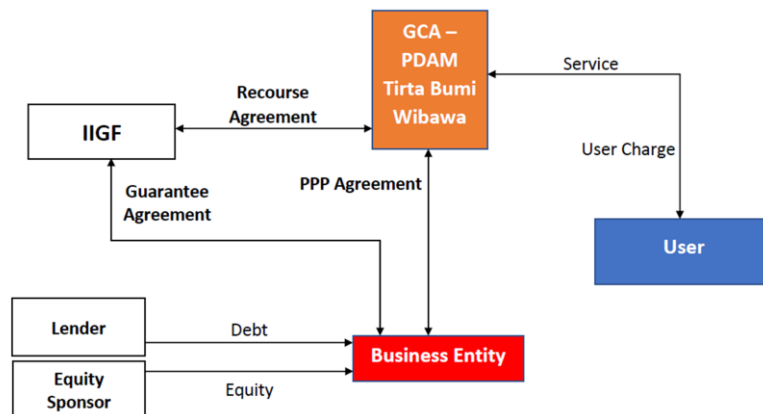 GCA –
PDAM
Tirta Bumi
Wibawa
Service
Recourse
Agreement
IIGF
User Charge
Guarantee
Agreement
PPP Agreement
User
Lender
Debt
Business Entity
Equity
Sponsor
Equity